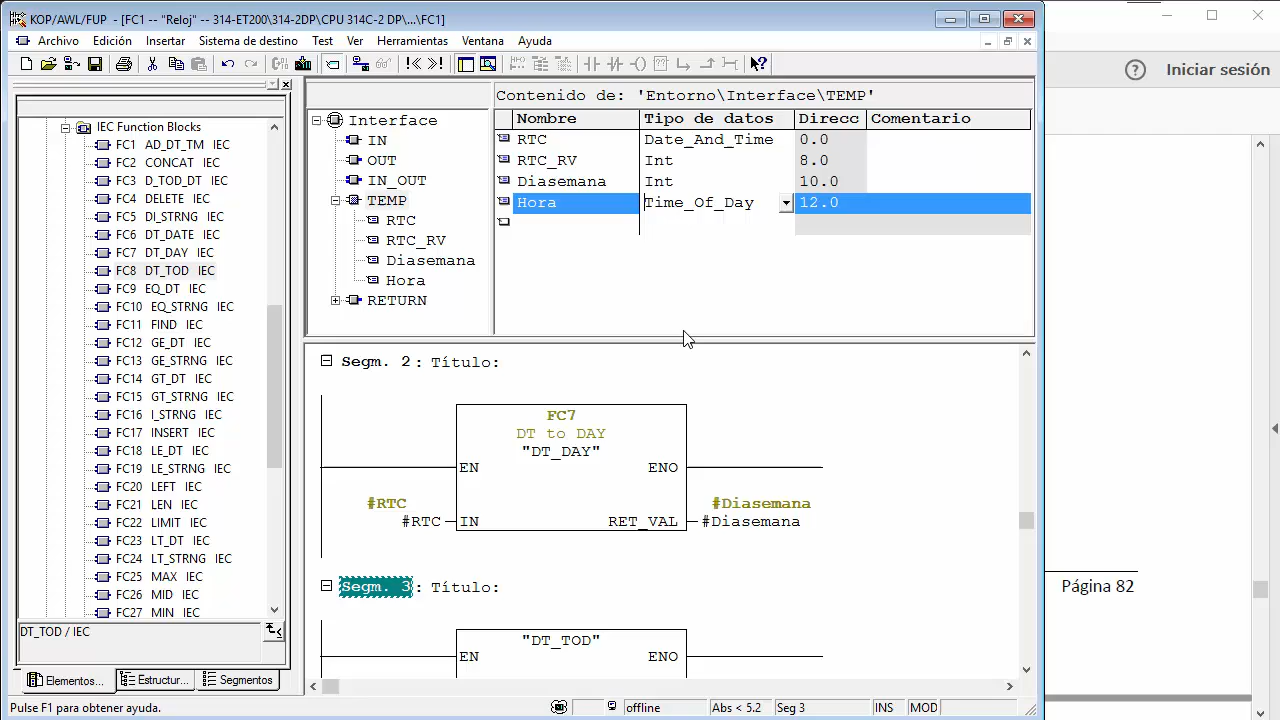 KOP/AWL/FUP - [FC1 -- "Reloj" -- 314-ET200\314-2DP\CPU 314C-2 DP\...\FC1]
Archivo Edición Insertar Sistema de destino Test Ver Herramientas Ventana Ayuda
Iniciar sesión
IEC Function Blocks
FC1 AD_DT_TM IEC
FC2 CONCAT IEC
FC3 D_TOD_DT IEC
FC4 DELETE IEC
FC5 DI_STRNG IEC
FC6 DT_DATE IEC
FC7 DT_DAY IEC
FC8 DT_TOD IEC
FC9 EQ_DT IEC
FC10 EQ_STRNG IEC
FC11 FIND IEC
FC12 GE_DT IEC
FC13 GE_STRNG IEC
FC14 GT_DT IEC
FC15 GT_STRNG IEC
FC16 I_STRNG IEC
FC17 INSERT IEC
FC18 LE_DT IEC
FC19 LE_STRNG IEC
FC20 LEFT IEC
FC21 LEN IEC
FC22 LIMIT IEC
FC23 LT_DT IEC
FC24 LT_STRNG IEC
FC25 MAX IEC
FC26 MID IEC
FC27 MIN IEC
DT_TOD / IEC
Elementos... Estructur... Segmentos
Interface
IN
OUT
IN_OUT
TEMP
RTC
RTC_RV
Diasemana
Hora
RETURN
Contenido de: 'Entorno\Interface\TEMP'
Nombre Tipo de datos Direcc Comentario
RTC Date_And_Time 0.0
RTC_RV Int 8.0
Diasemana Int 10.0
Hora Time_Of_Day 12.0
Segm. 2: Título:
FC7
DT to DAY
"DT_DAY"
EN ENO
#RTC #Diasemana
#RTC IN RET_VAL #Diasemana
Segm. 3: Título:
"DT_TOD"
EN ENO
Página 82
Pulse F1 para obtener ayuda. offline Abs < 5.2 Seg 3 INS MOD